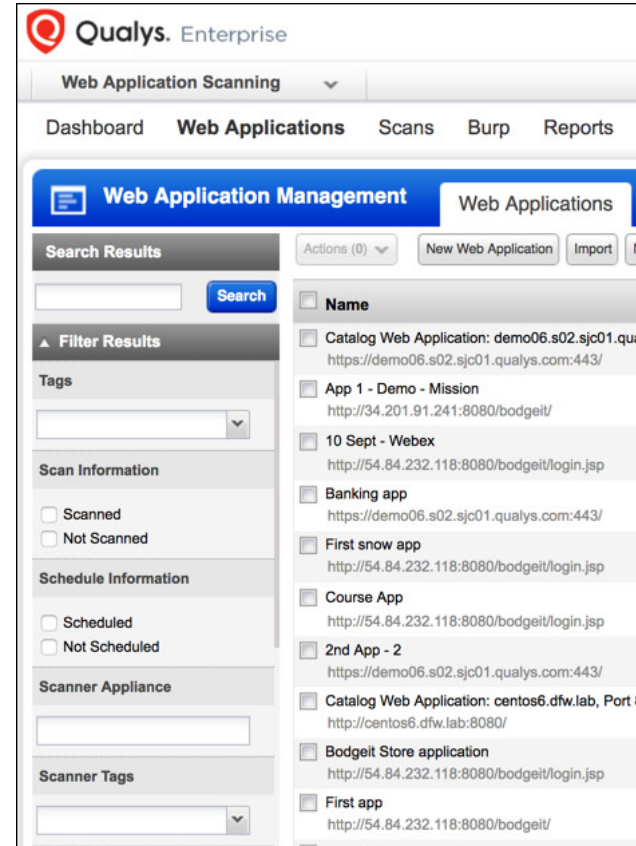 Qualys. Enterprise
Web Application Scanning
Dashboard Web Applications Scans Burp Reports
Web Application Management Web Applications
Search Results
Actions (0) New Web Application Import
Search
Name
Filter Results
Catalog Web Application: demo06.s02.sjc01.qua
https://demo06.s02.sjc01.qualys.com:443/
Tags
App 1 - Demo - Mission
http://34.201.91.241:8080/bodgeit/
10 Sept - Webex
http://54.84.232.118:8080/bodgeit/login.jsp
Scan Information
Banking app
https://demo06.s02.sjc01.qualys.com:443/
Scanned
Not Scanned
First snow app
http://54.84.232.118:8080/bodgeit/login.jsp
Schedule Information
Course App
http://54.84.232.118:8080/bodgeit/login.jsp
Scheduled
Not Scheduled
2nd App - 2
https://demo06.s02.sjc01.qualys.com:443/
Scanner Appliance
Catalog Web Application: centos6.dfw.lab, Port
http://centos6.dfw.lab:8080/
Bodgeit Store application
http://54.84.232.118:8080/bodgeit/login.jsp
Scanner Tags
First app
http://54.84.232.118:8080/bodgeit/